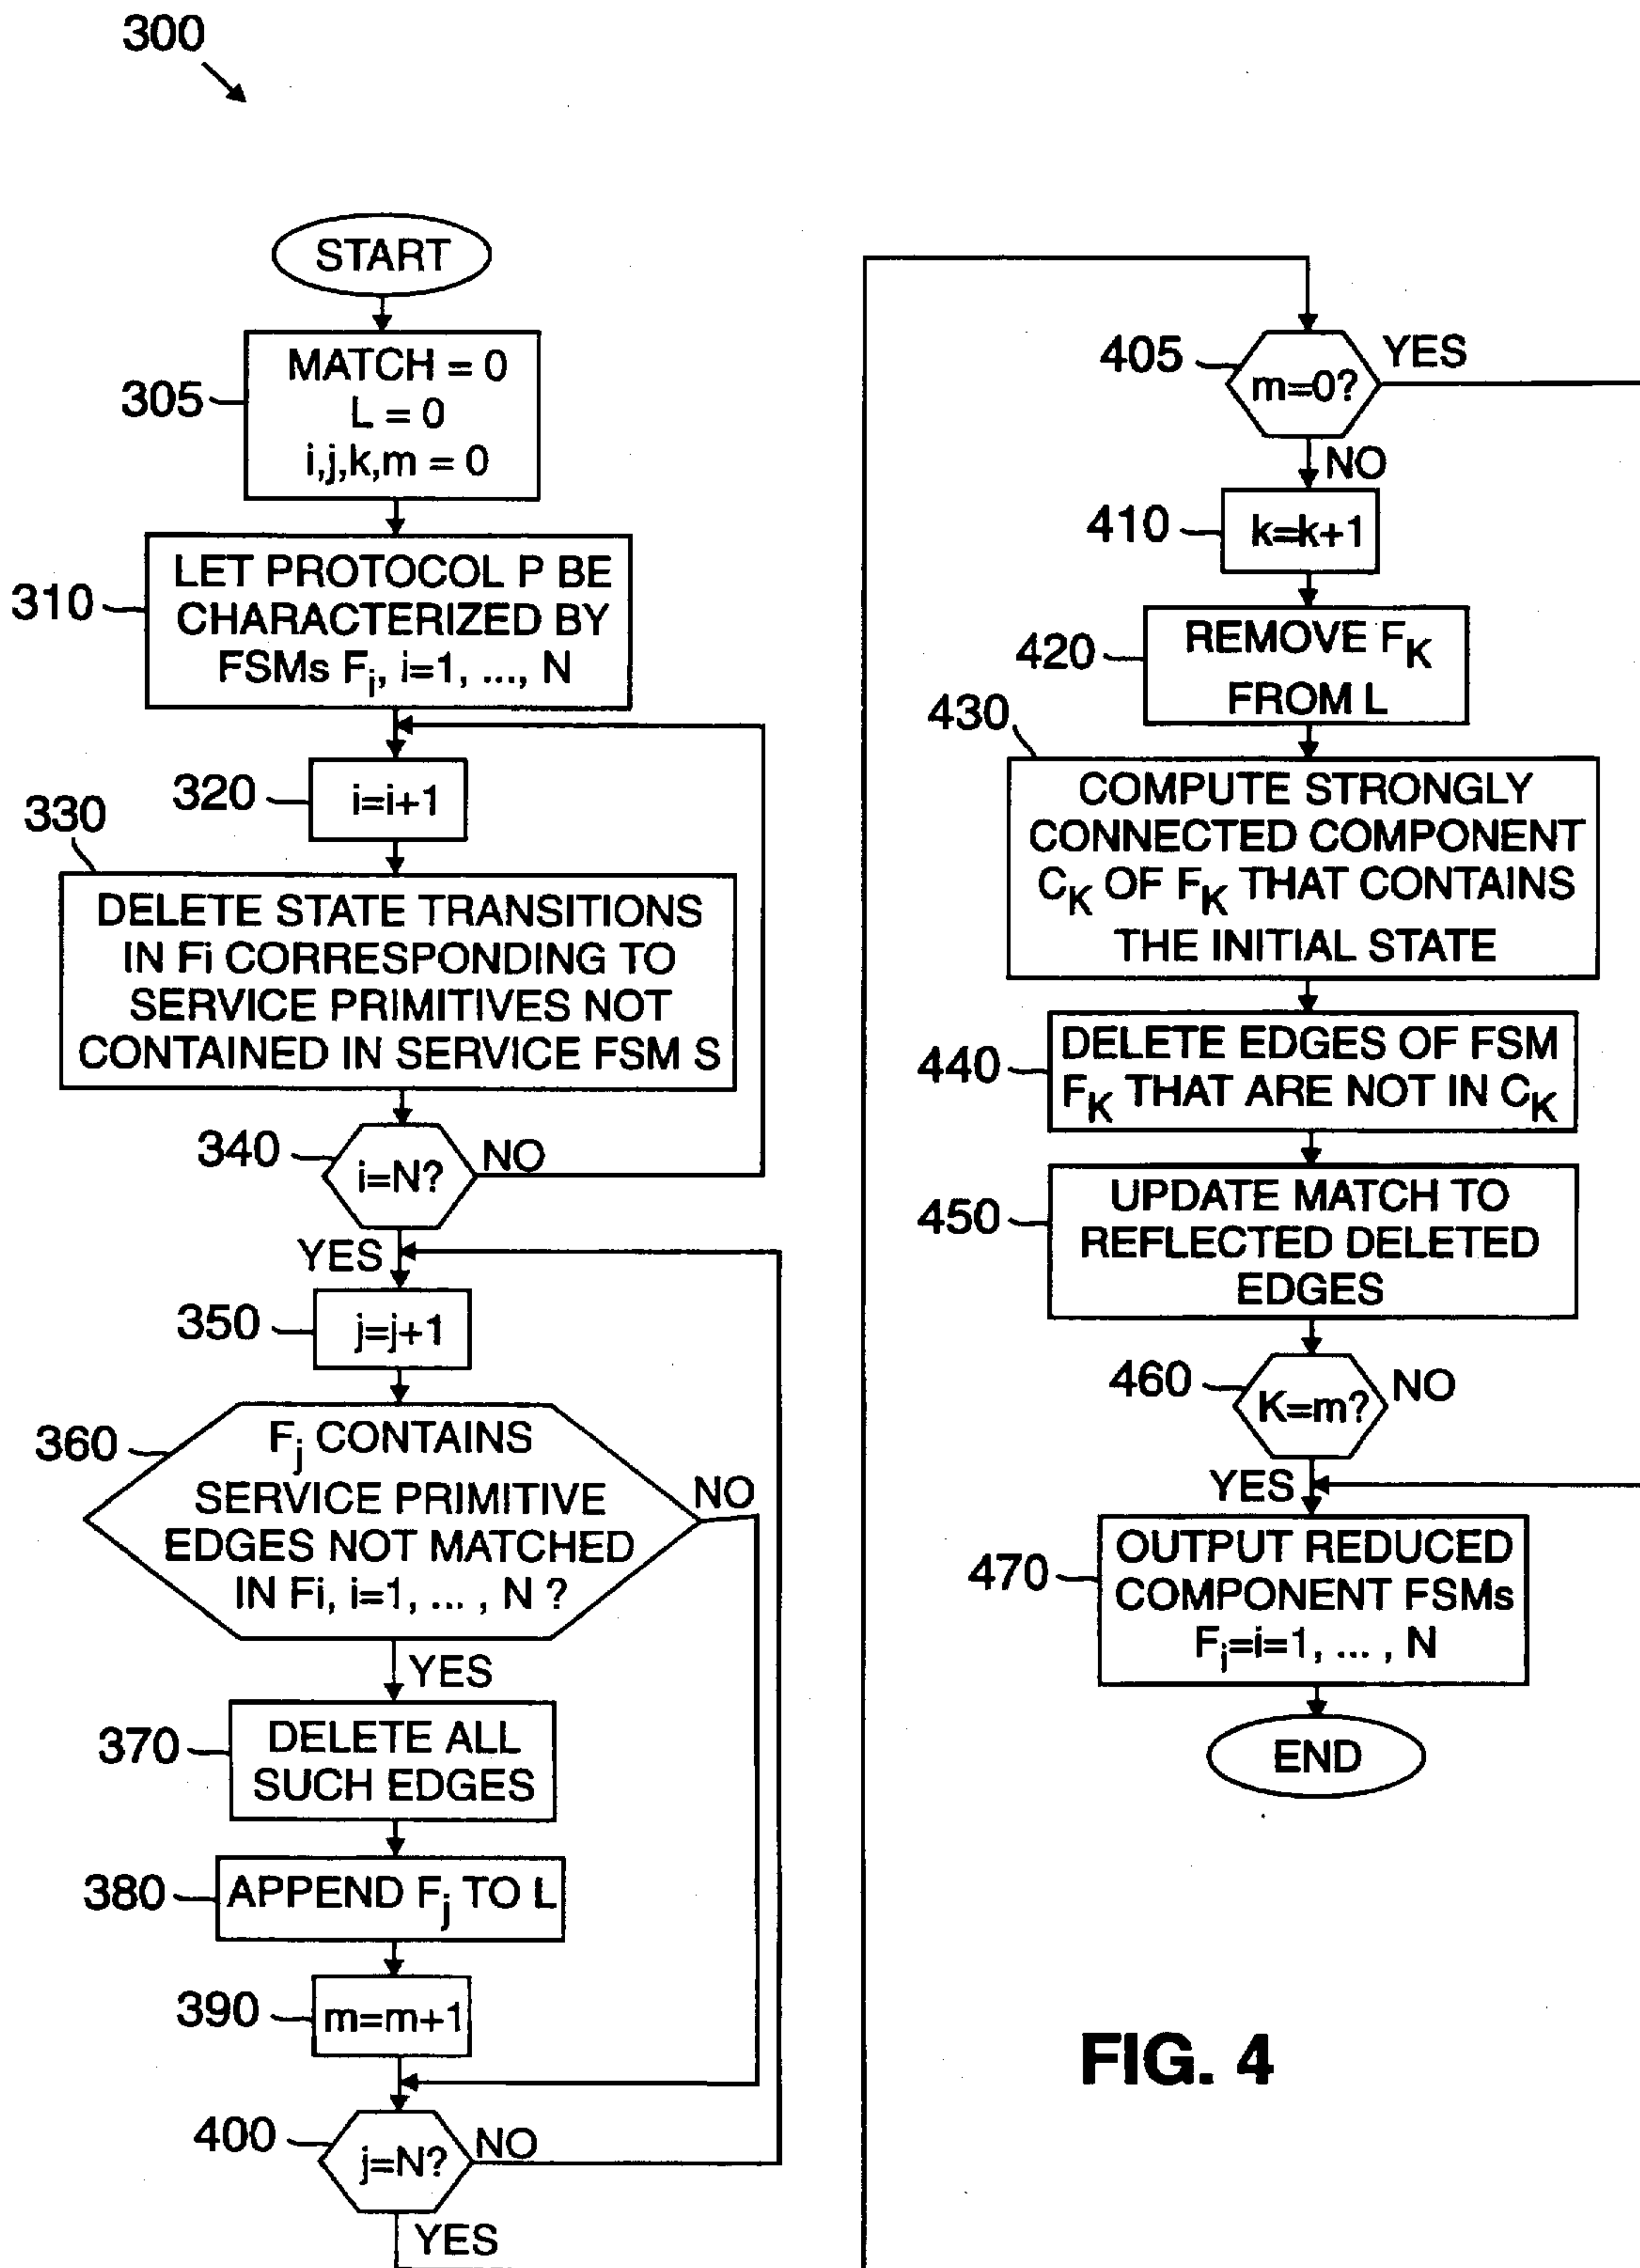 300
START
305
MATCH = 0
L = 0
i,j,k,m = 0
310
LET PROTOCOL P BE
CHARACTERIZED BY
FSMs Fi, i=1, ..., N
320
i=i+1
330
DELETE STATE TRANSITIONS
IN Fi CORRESPONDING TO
SERVICE PRIMITIVES NOT
CONTAINED IN SERVICE FSM S
340
i=N?
NO
YES
350
j=j+1
360
Fj CONTAINS
SERVICE PRIMITIVE
EDGES NOT MATCHED
IN Fi, i=1, ... , N ?
NO
YES
370
DELETE ALL
SUCH EDGES
380
APPEND Fj TO L
390
m=m+1
400
j=N?
NO
YES
405
m=0?
YES
NO
410
k=k+1
420
REMOVE FK
FROM L
430
COMPUTE STRONGLY
CONNECTED COMPONENT
CK OF FK THAT CONTAINS
THE INITIAL STATE
440
DELETE EDGES OF FSM
FK THAT ARE NOT IN CK
450
UPDATE MATCH TO
REFLECTED DELETED
EDGES
460
K=m?
NO
YES
470
OUTPUT REDUCED
COMPONENT FSMs
Fi=i=1, ... , N
END
FIG. 4